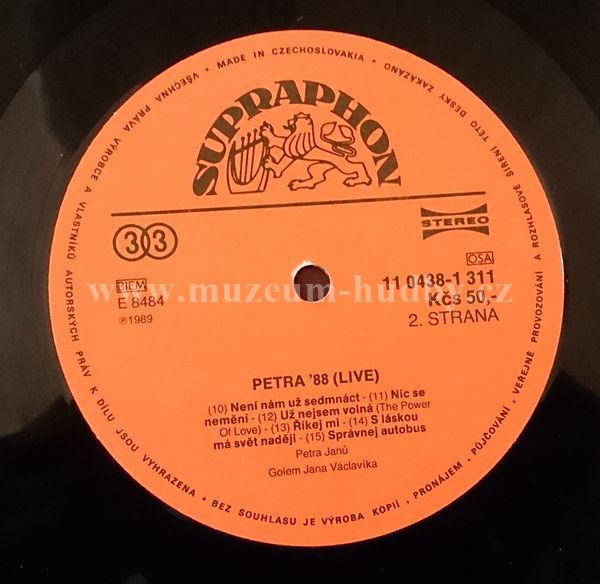 • MADE IN CZECHOSLOVAKIA • VŠECHNA PRÁVA VÝROBCE A VLASTNÍKŮ AUTORSKÝCH PRÁV K DÍLU JSOU VYHRAZENA • BEZ SOUHLASU JE VÝROBA KOPIÍ, PRONÁJEM, PŮJČOVÁNÍ, VEŘEJNÉ PROVOZOVÁNÍ A ROZHLASOVÉ ŠÍŘENÍ TÉTO DESKY ZAKÁZÁNO
SUPRAPHON
33
STEREO
OSA
BIEM
11 0438-1 311
E 8484
Kčs 50,-
℗1989
2. STRANA
www.muzeum-hudby.cz
PETRA '88 (LIVE)
(10) Není nám už sedmnáct - (11) Nic se
nemění - (12) Už nejsem volná (The Power
Of Love) - (13) Říkej mi - (14) S láskou
má svět naději - (15) Správnej autobus
Petra Janů
Golem Jana Václavíka